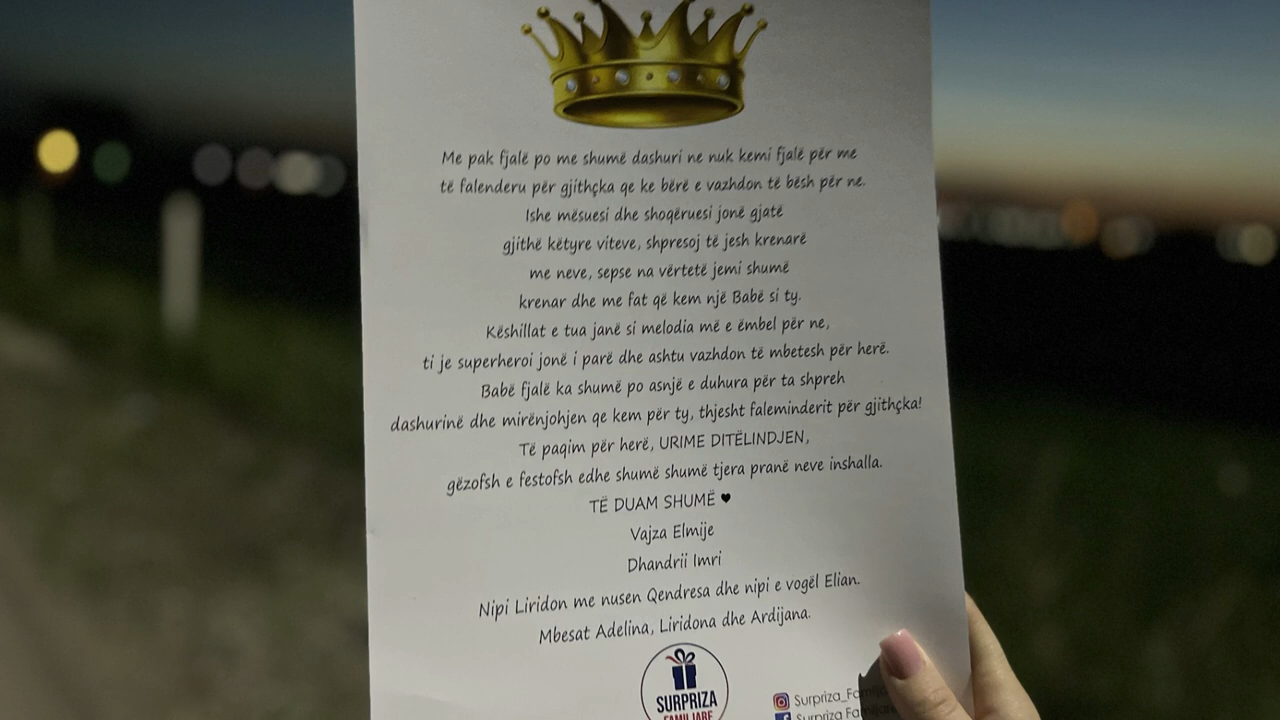 Me pak fjalë po me shumë dashuri ne nuk kemi fjalë për me
të falenderu për gjithçka qe ke bërë e vazhdon të bësh për ne.
Ishe mësuesi dhe shoqëruesi jonë gjatë
gjithë këtyre viteve, shpresoj të jesh krenarë
me neve, sepse na vërtetë jemi shumë
krenar dhe me fat që kem një Babë si ty.
Këshillat e tua janë si melodia më e ëmbel për ne,
ti je superheroi jonë i parë dhe ashtu vazhdon të mbetesh për herë.
Babë fjalë ka shumë po asnjë e duhura për ta shpreh
dashurinë dhe mirënjohjen qe kem për ty, thjesht faleminderit për gjithçka!
Të paqim për herë, URIME DITËLINDJEN,
gëzofsh e festofsh edhe shumë shumë tjera pranë neve inshalla.
TË DUAM SHUMË ♥
Vajza Elmije
Dhandrii Imri
Nipi Liridon me nusen Qendresa dhe nipi e vogël Elian.
Mbesat Adelina, Liridona dhe Ardijana.
SURPRIZA
FAMILJARE
Surpriza